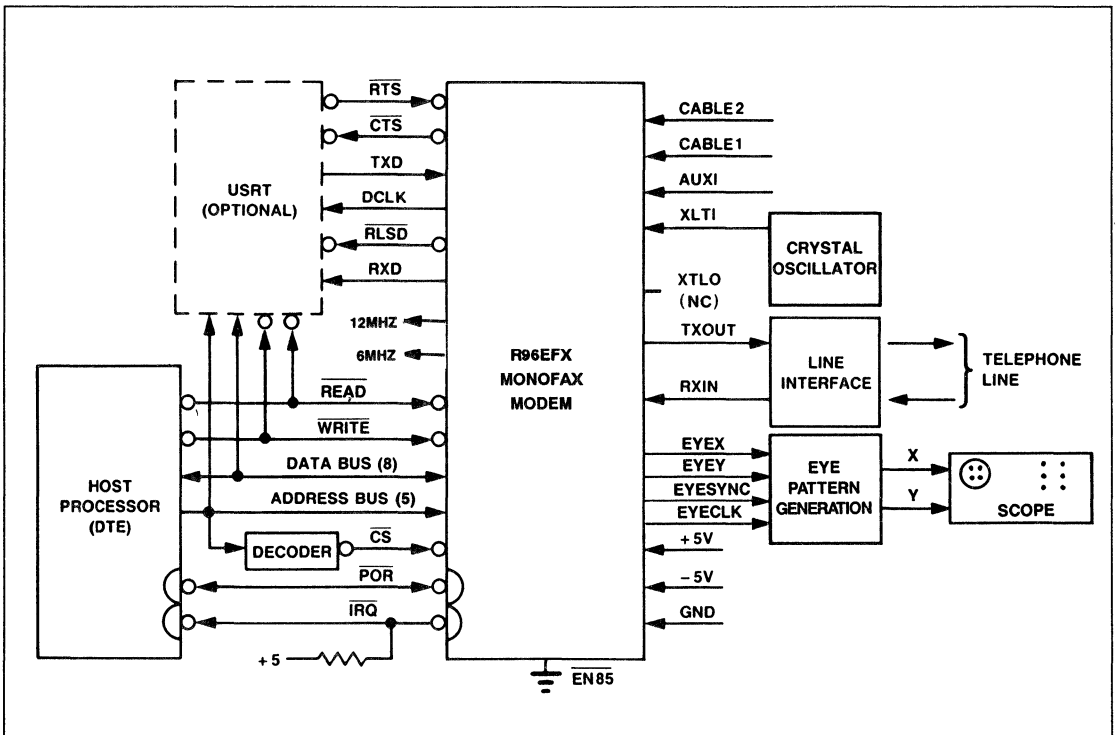 RTS
CTS
TXD
DCLK
RLSD
RXD
USRT
(OPTIONAL)
12MHZ
6MHZ
READ
WRITE
DATA BUS (8)
ADDRESS BUS (5)
HOST
PROCESSOR
(DTE)
DECODER
CS
POR
IRQ
+5
R96EFX
MONOFAX
MODEM
EN85
CABLE2
CABLE1
AUXI
XLTI
CRYSTAL
OSCILLATOR
XTLO
(NC)
TXOUT
RXIN
LINE
INTERFACE
TELEPHONE
LINE
EYEX
EYEY
EYESYNC
EYECLK
EYE
PATTERN
GENERATION
X
Y
SCOPE
+5V
–5V
GND